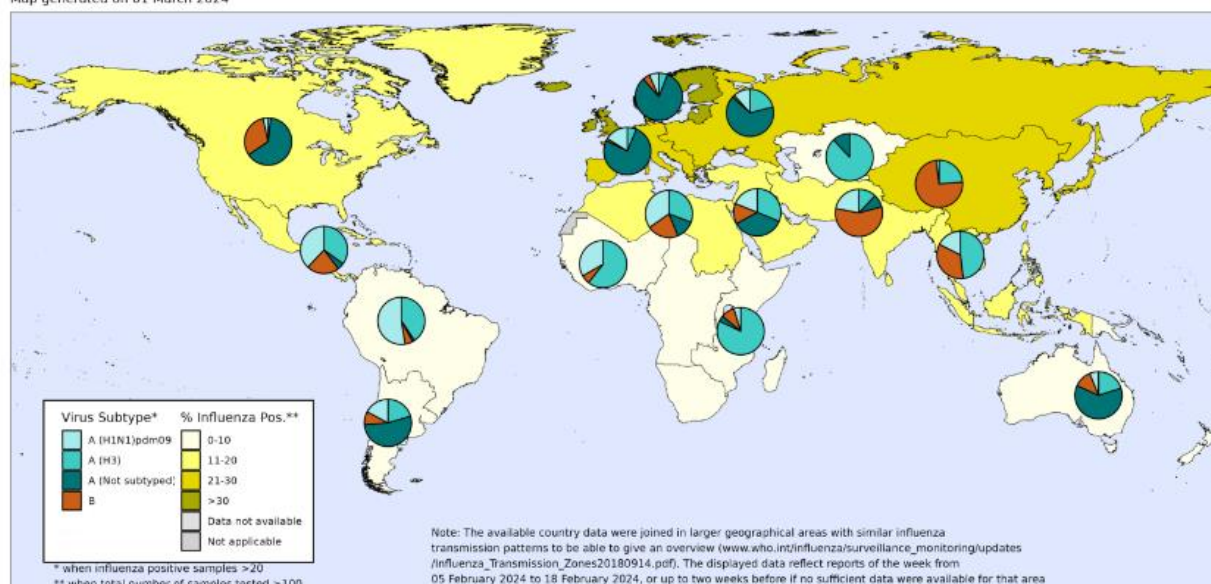 Map generated on 01 March 2024
Virus Subtype*
A (H1N1)pdm09
A (H3)
A (Not subtyped)
B
% Influenza Pos.**
0-10
11-20
21-30
>30
Data not available
Not applicable
* when influenza positive samples >20
** when total number of samples tested >100
Note: The available country data were joined in larger geographical areas with similar influenza
transmission patterns to be able to give an overview (www.who.int/influenza/surveillance_monitoring/updates
/Influenza_Transmission_Zones20180914.pdf). The displayed data reflect reports of the week from
05 February 2024 to 18 February 2024, or up to two weeks before if no sufficient data were available for that area